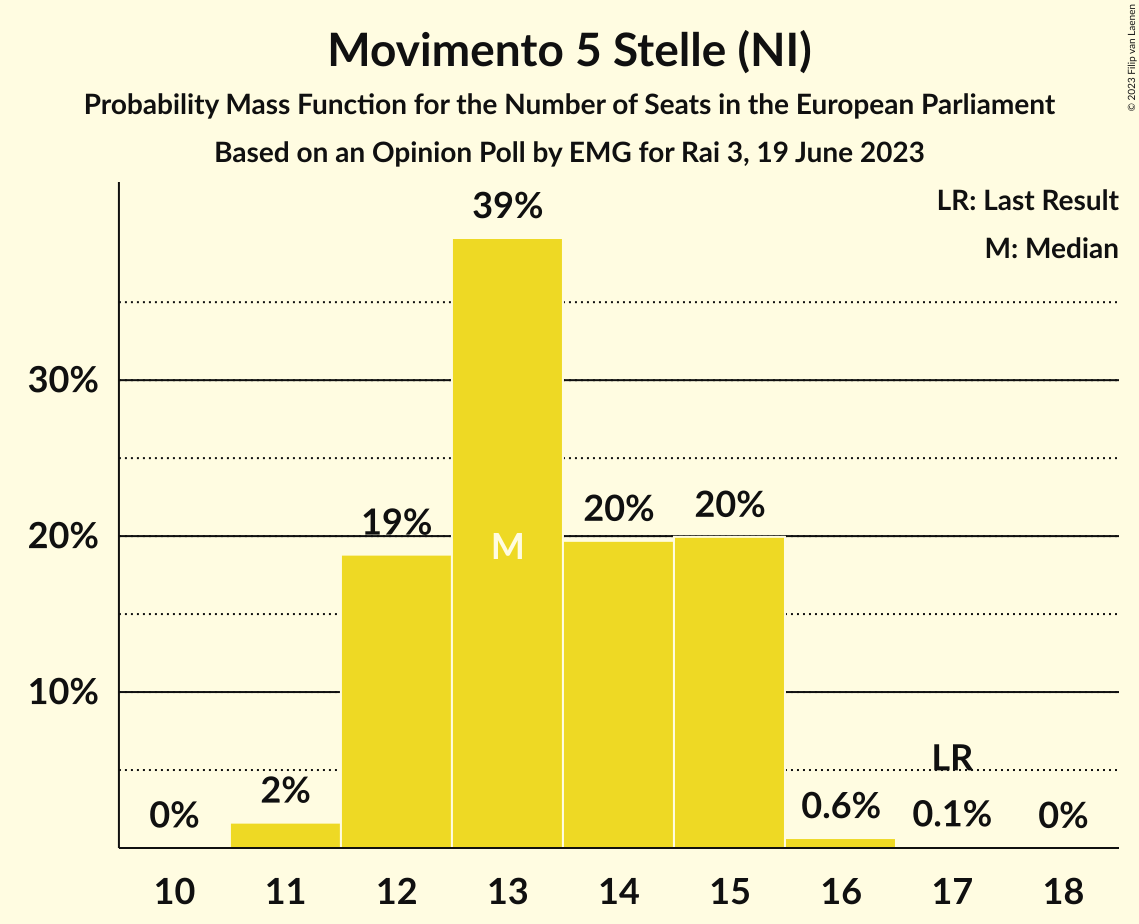 Movimento 5 Stelle (NI)
Probability Mass Function for the Number of Seats in the European Parliament
Based on an Opinion Poll by EMG for Rai 3, 19 June 2023
© 2023 Filip van Laenen
LR: Last Result
M: Median
39%
30%
20%
20%
19%
20%
M
10%
LR
2%
0%
0.6%
0.1%
0%
10 11 12 13 14 15 16 17 18